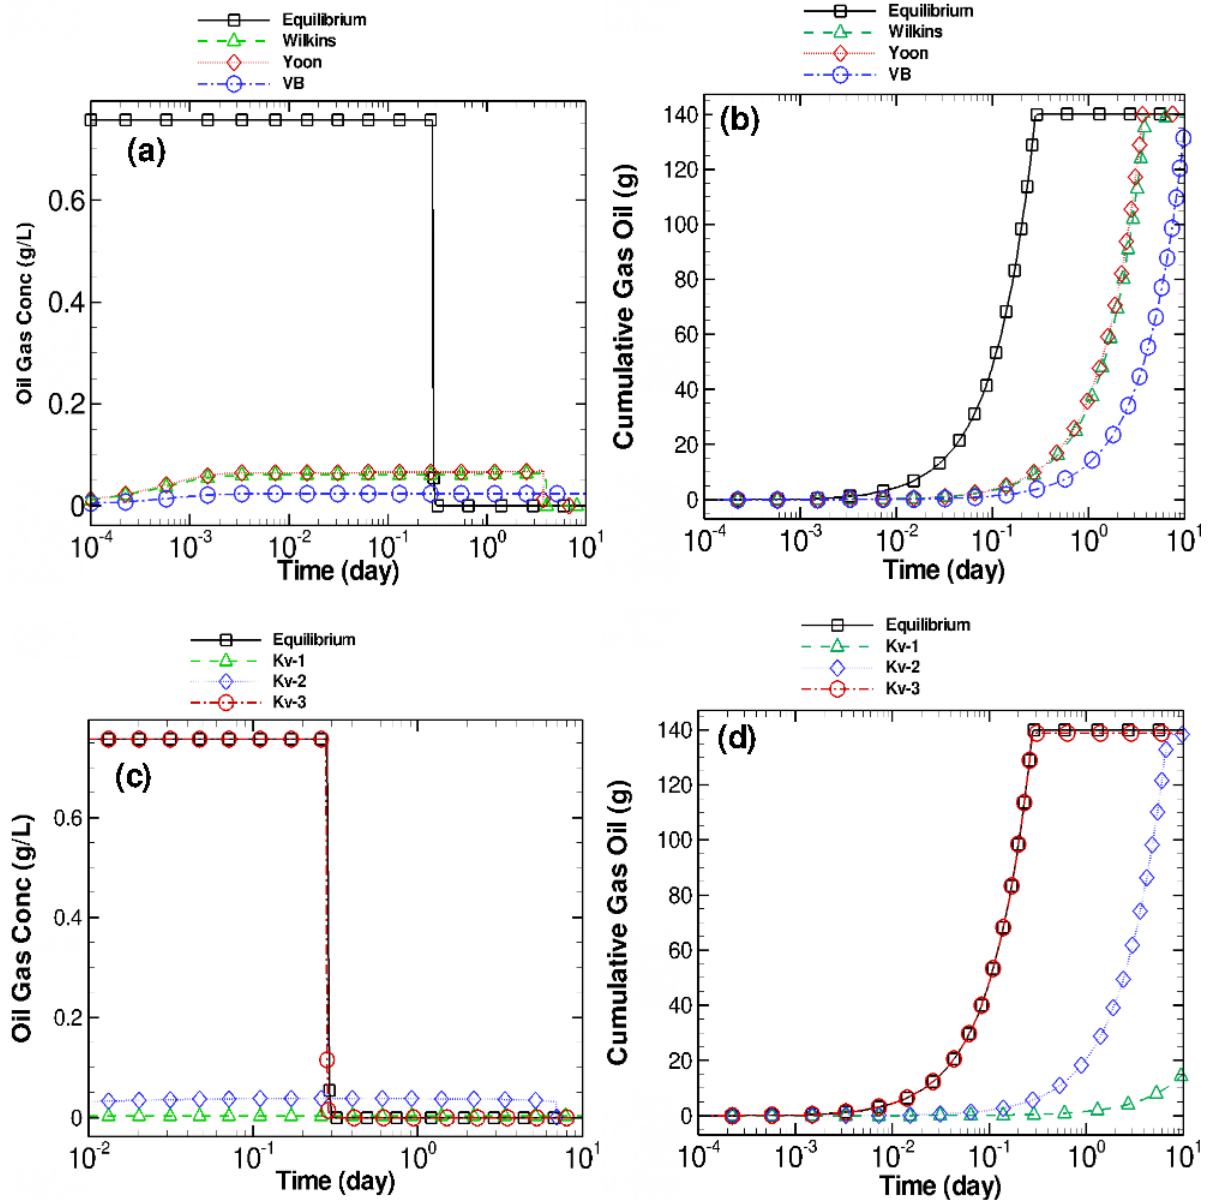 Equilibrium
Wilkins
Yoon
VB
(a)
0.6
0.4
0.2
0
Oil Gas Conc (g/L)
10-4 10-3 10-2 10-1 100 101
Time (day)
Equilibrium
Wilkins
Yoon
VB
(b)
140
120
100
80
60
40
20
0
Cumulative Gas Oil (g)
10-4 10-3 10-2 10-1 100 101
Time (day)
Equilibrium
Kv-1
Kv-2
Kv-3
(c)
0.6
0.4
0.2
0
Oil Gas Conc (g/L)
10-2 10-1 100 101
Time (day)
Equilibrium
Kv-1
Kv-2
Kv-3
(d)
140
120
100
80
60
40
20
0
Cumulative Gas Oil (g)
10-4 10-3 10-2 10-1 100 101
Time (day)